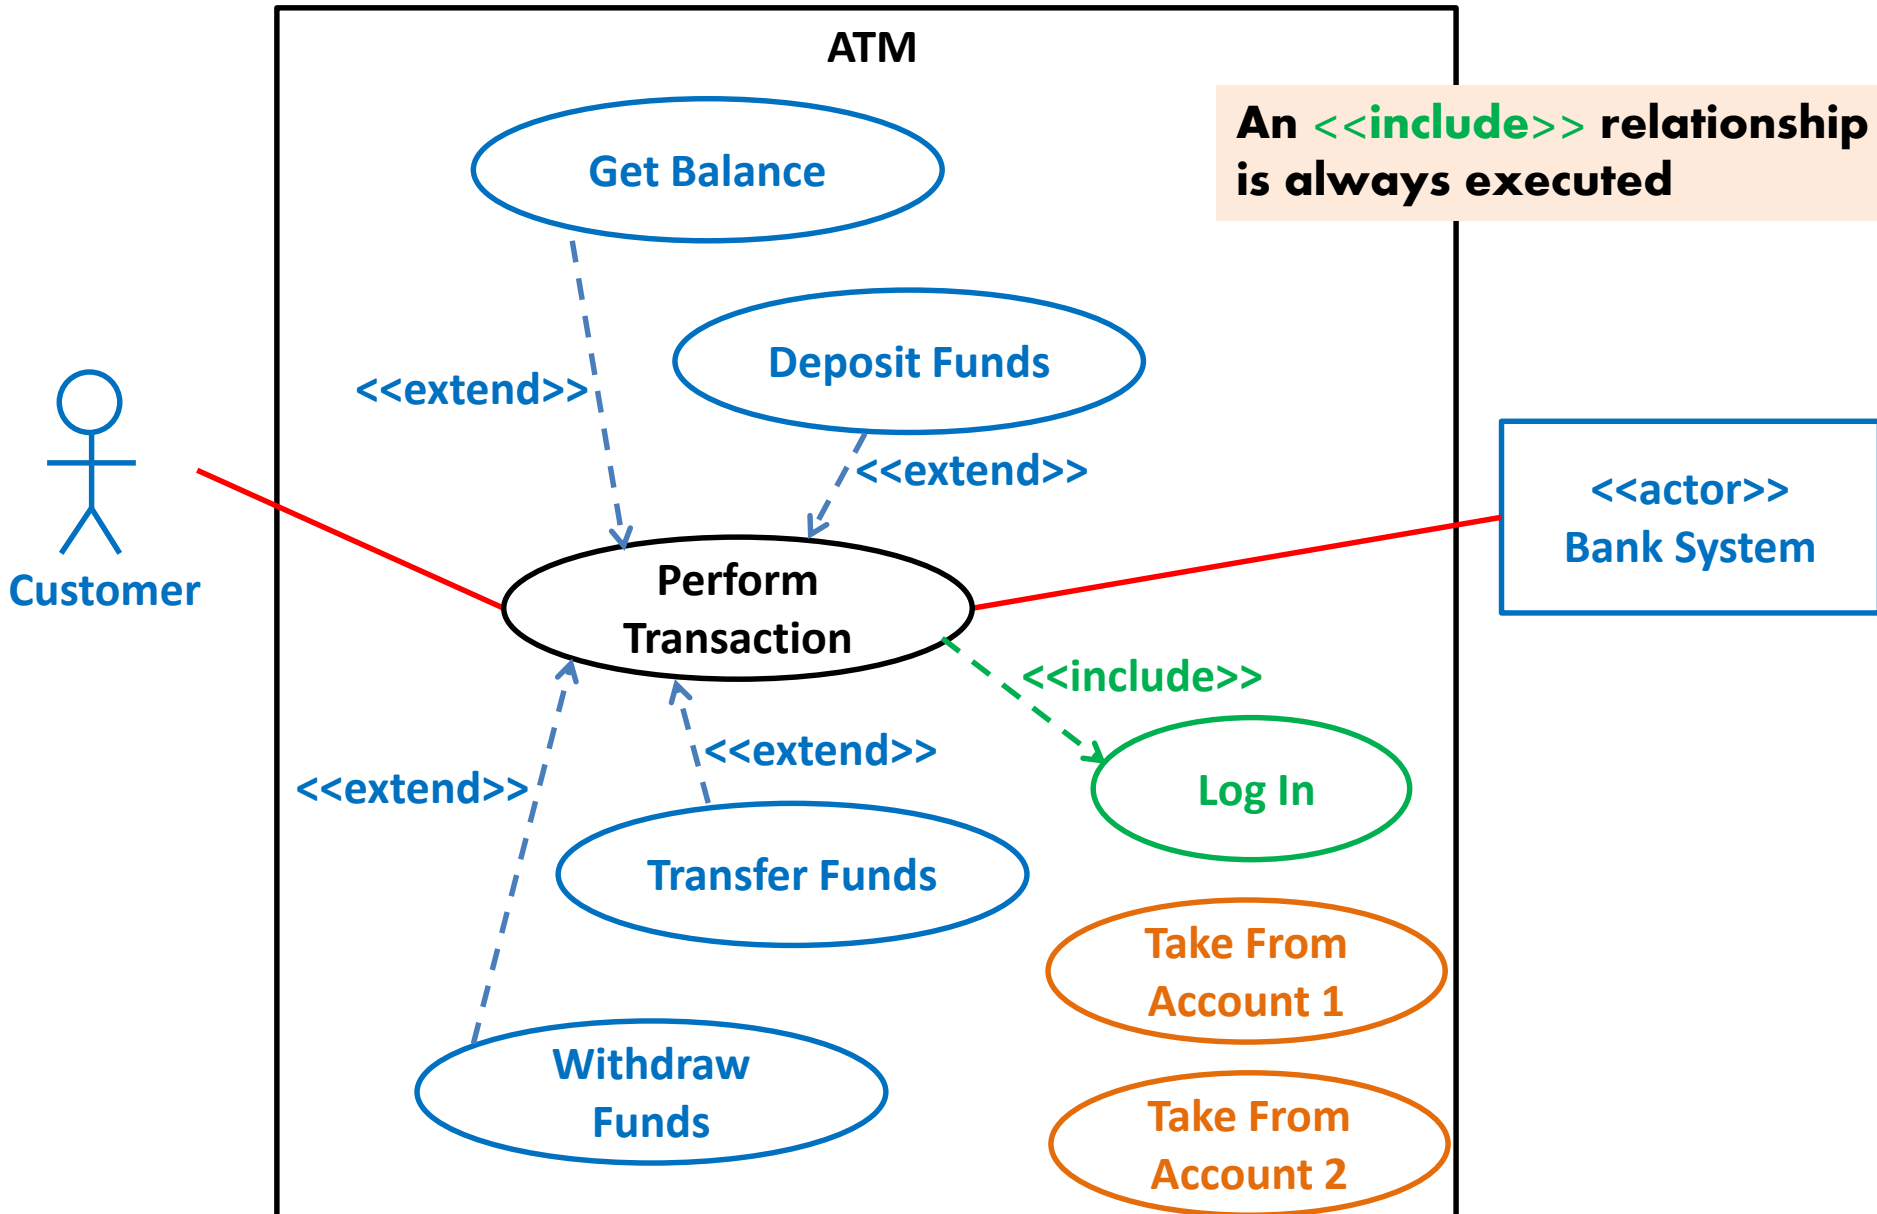 ATM
An <<include>> relationship
is always executed
Get Balance
Deposit Funds
<<extend>>
<<extend>>
<<actor>>
Bank System
Customer
Perform
Transaction
<<include>>
<<extend>>
<<extend>>
Log In
Transfer Funds
Take From
Account 1
Withdraw
Funds
Take From
Account 2